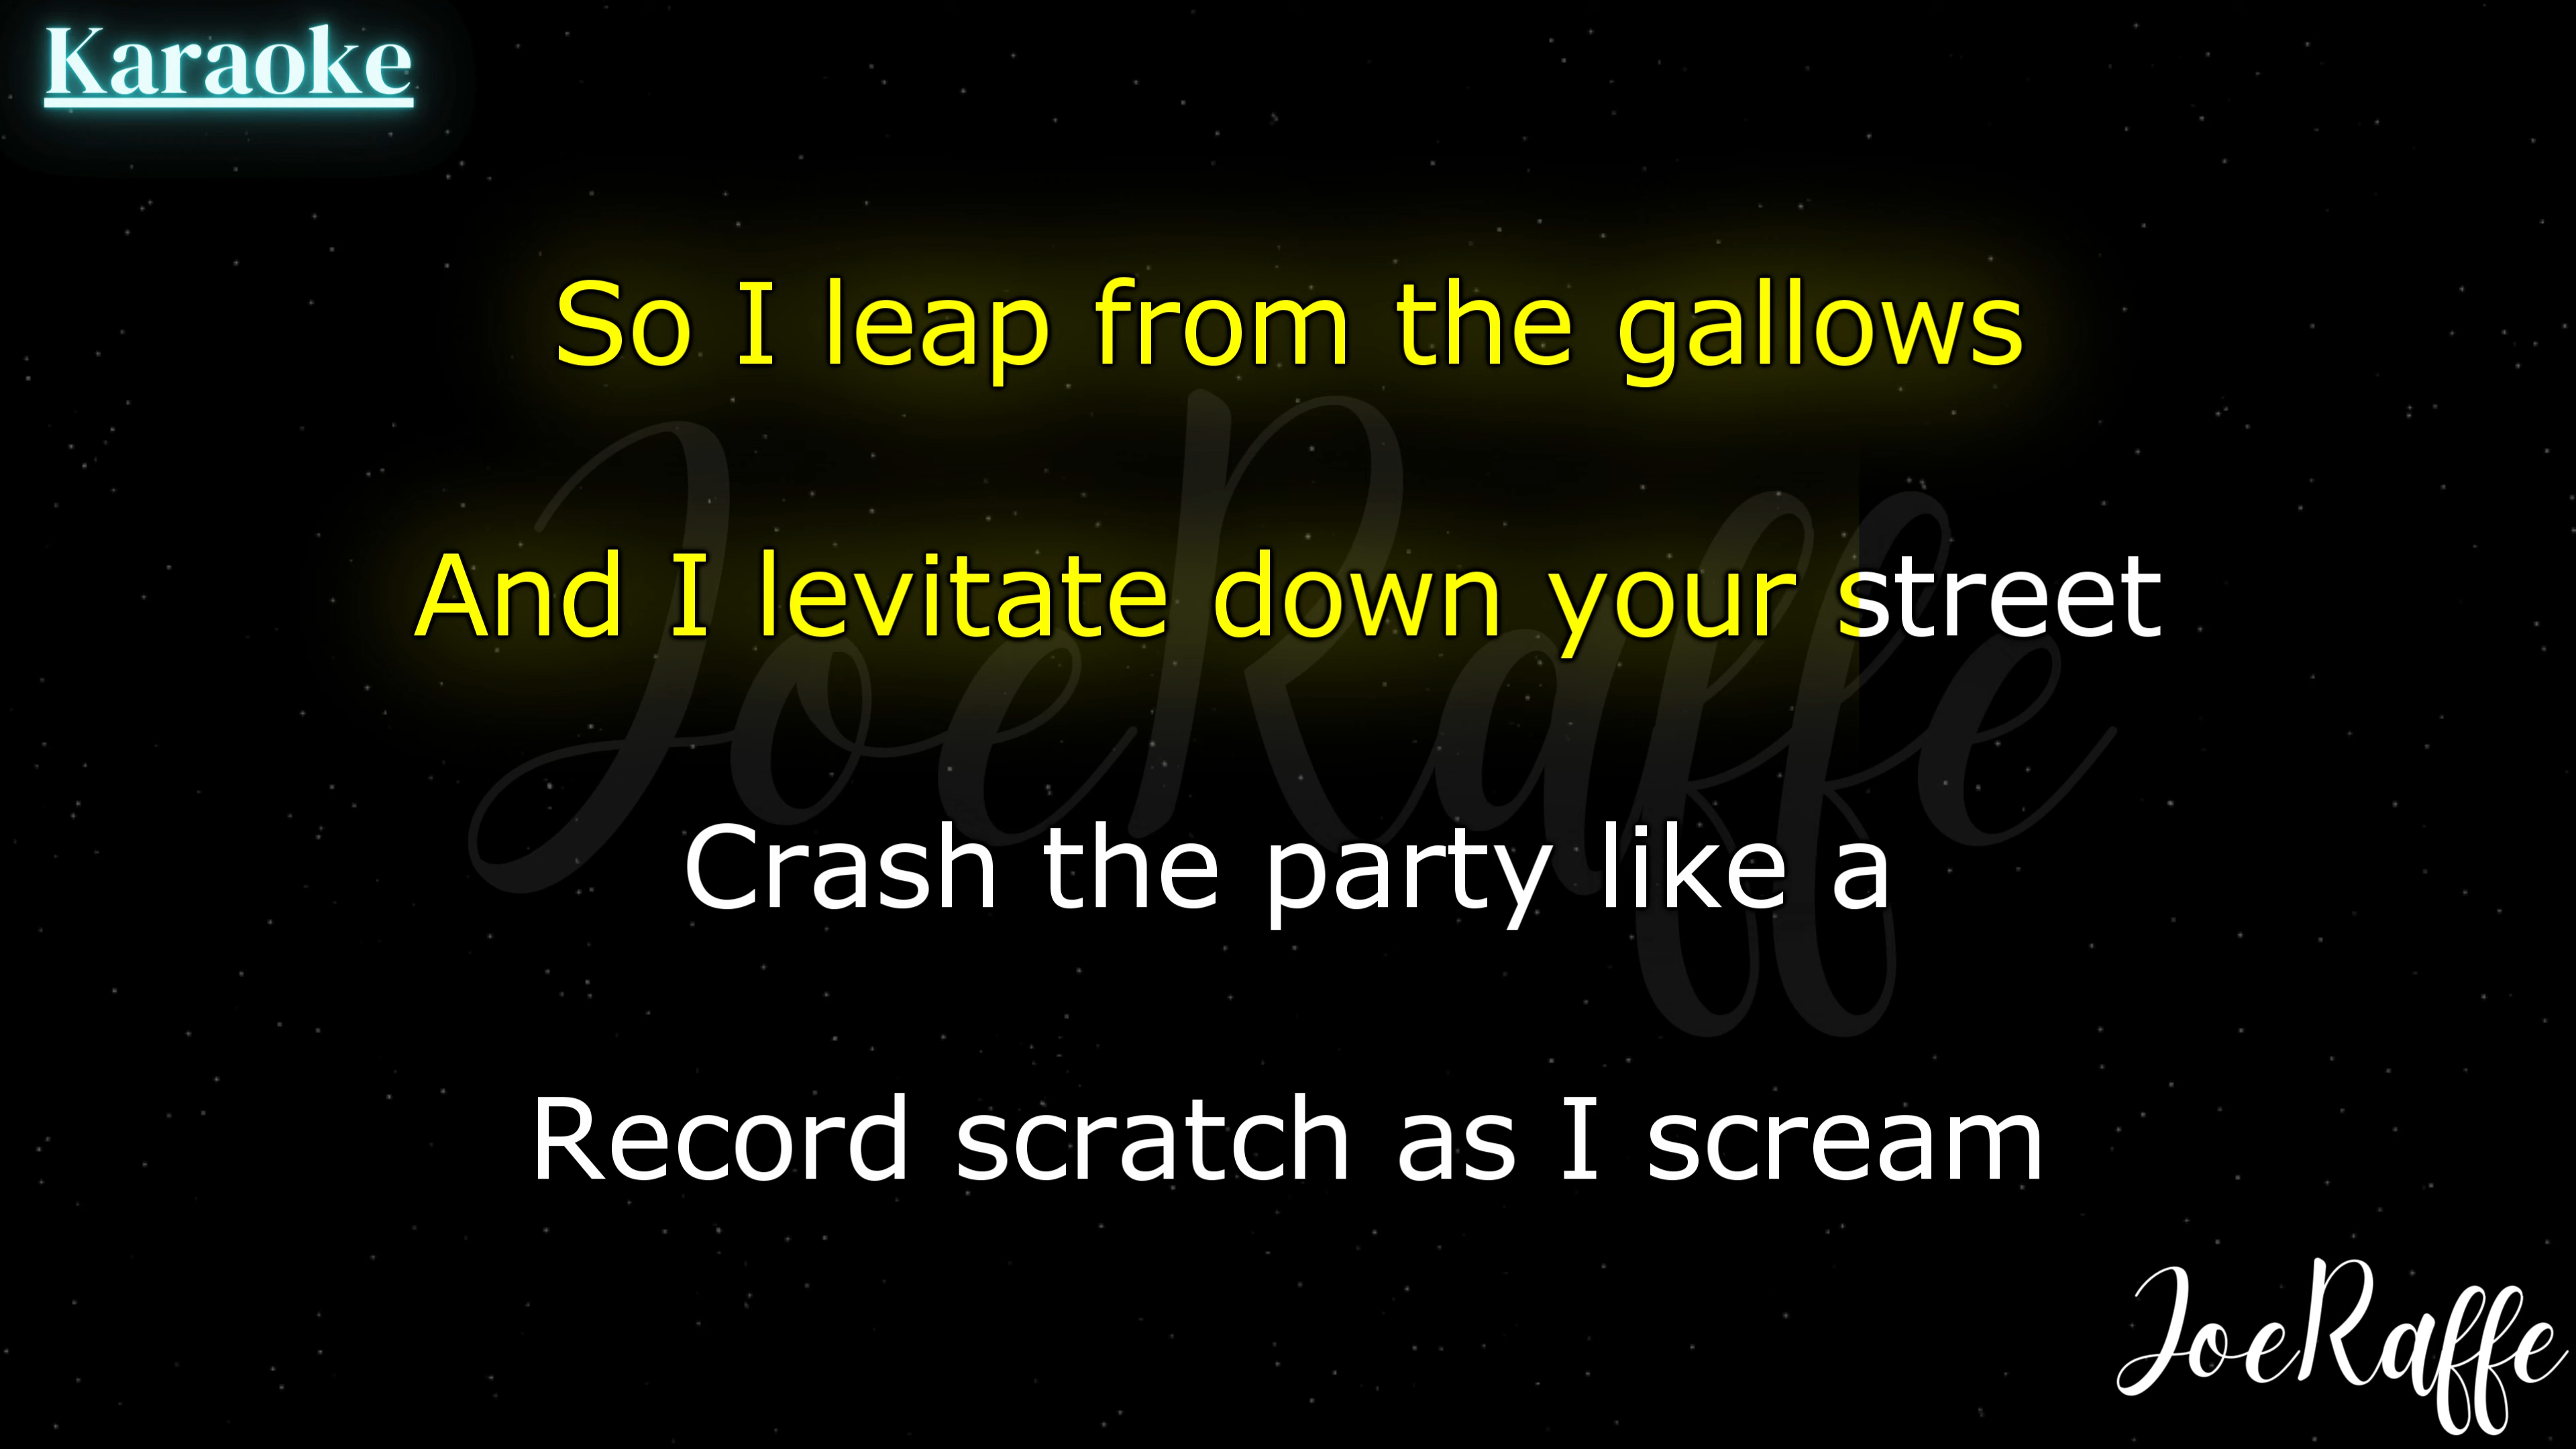 Karaoke
So I leap from the gallows
And I levitate down your street
Crash the party like a
Record scratch as I scream
JoeRaffe
JoeRaffe